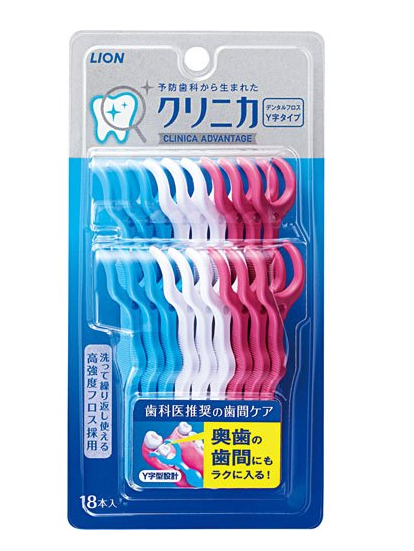 LION
予防歯科から生まれた
クリニカ
CLINICA ADVANTAGE
デンタルフロス
Y字タイプ
洗って繰り返し使える
高強度フロス採用
歯科医推奨の歯間ケア
奥歯の
歯間にも
ラクに入る!
Y字型設計
18本入